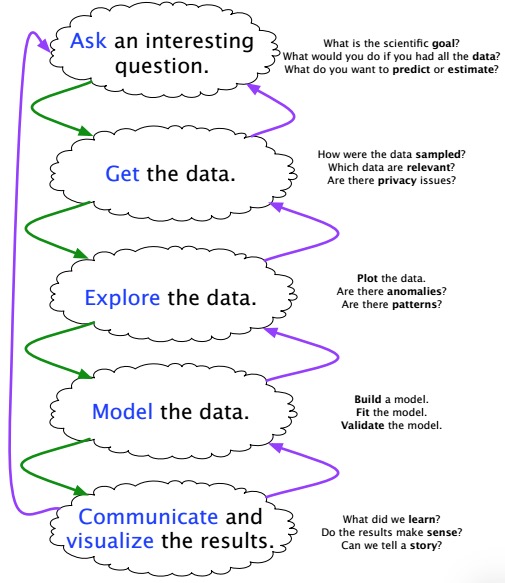 Ask an interesting
question.
What is the scientific goal?
What would you do if you had all the data?
What do you want to predict or estimate?
Get the data.
How were the data sampled?
Which data are relevant?
Are there privacy issues?
Explore the data.
Plot the data.
Are there anomalies?
Are there patterns?
Model the data.
Build a model.
Fit the model.
Validate the model.
Communicate and
visualize the results.
What did we learn?
Do the results make sense?
Can we tell a story?